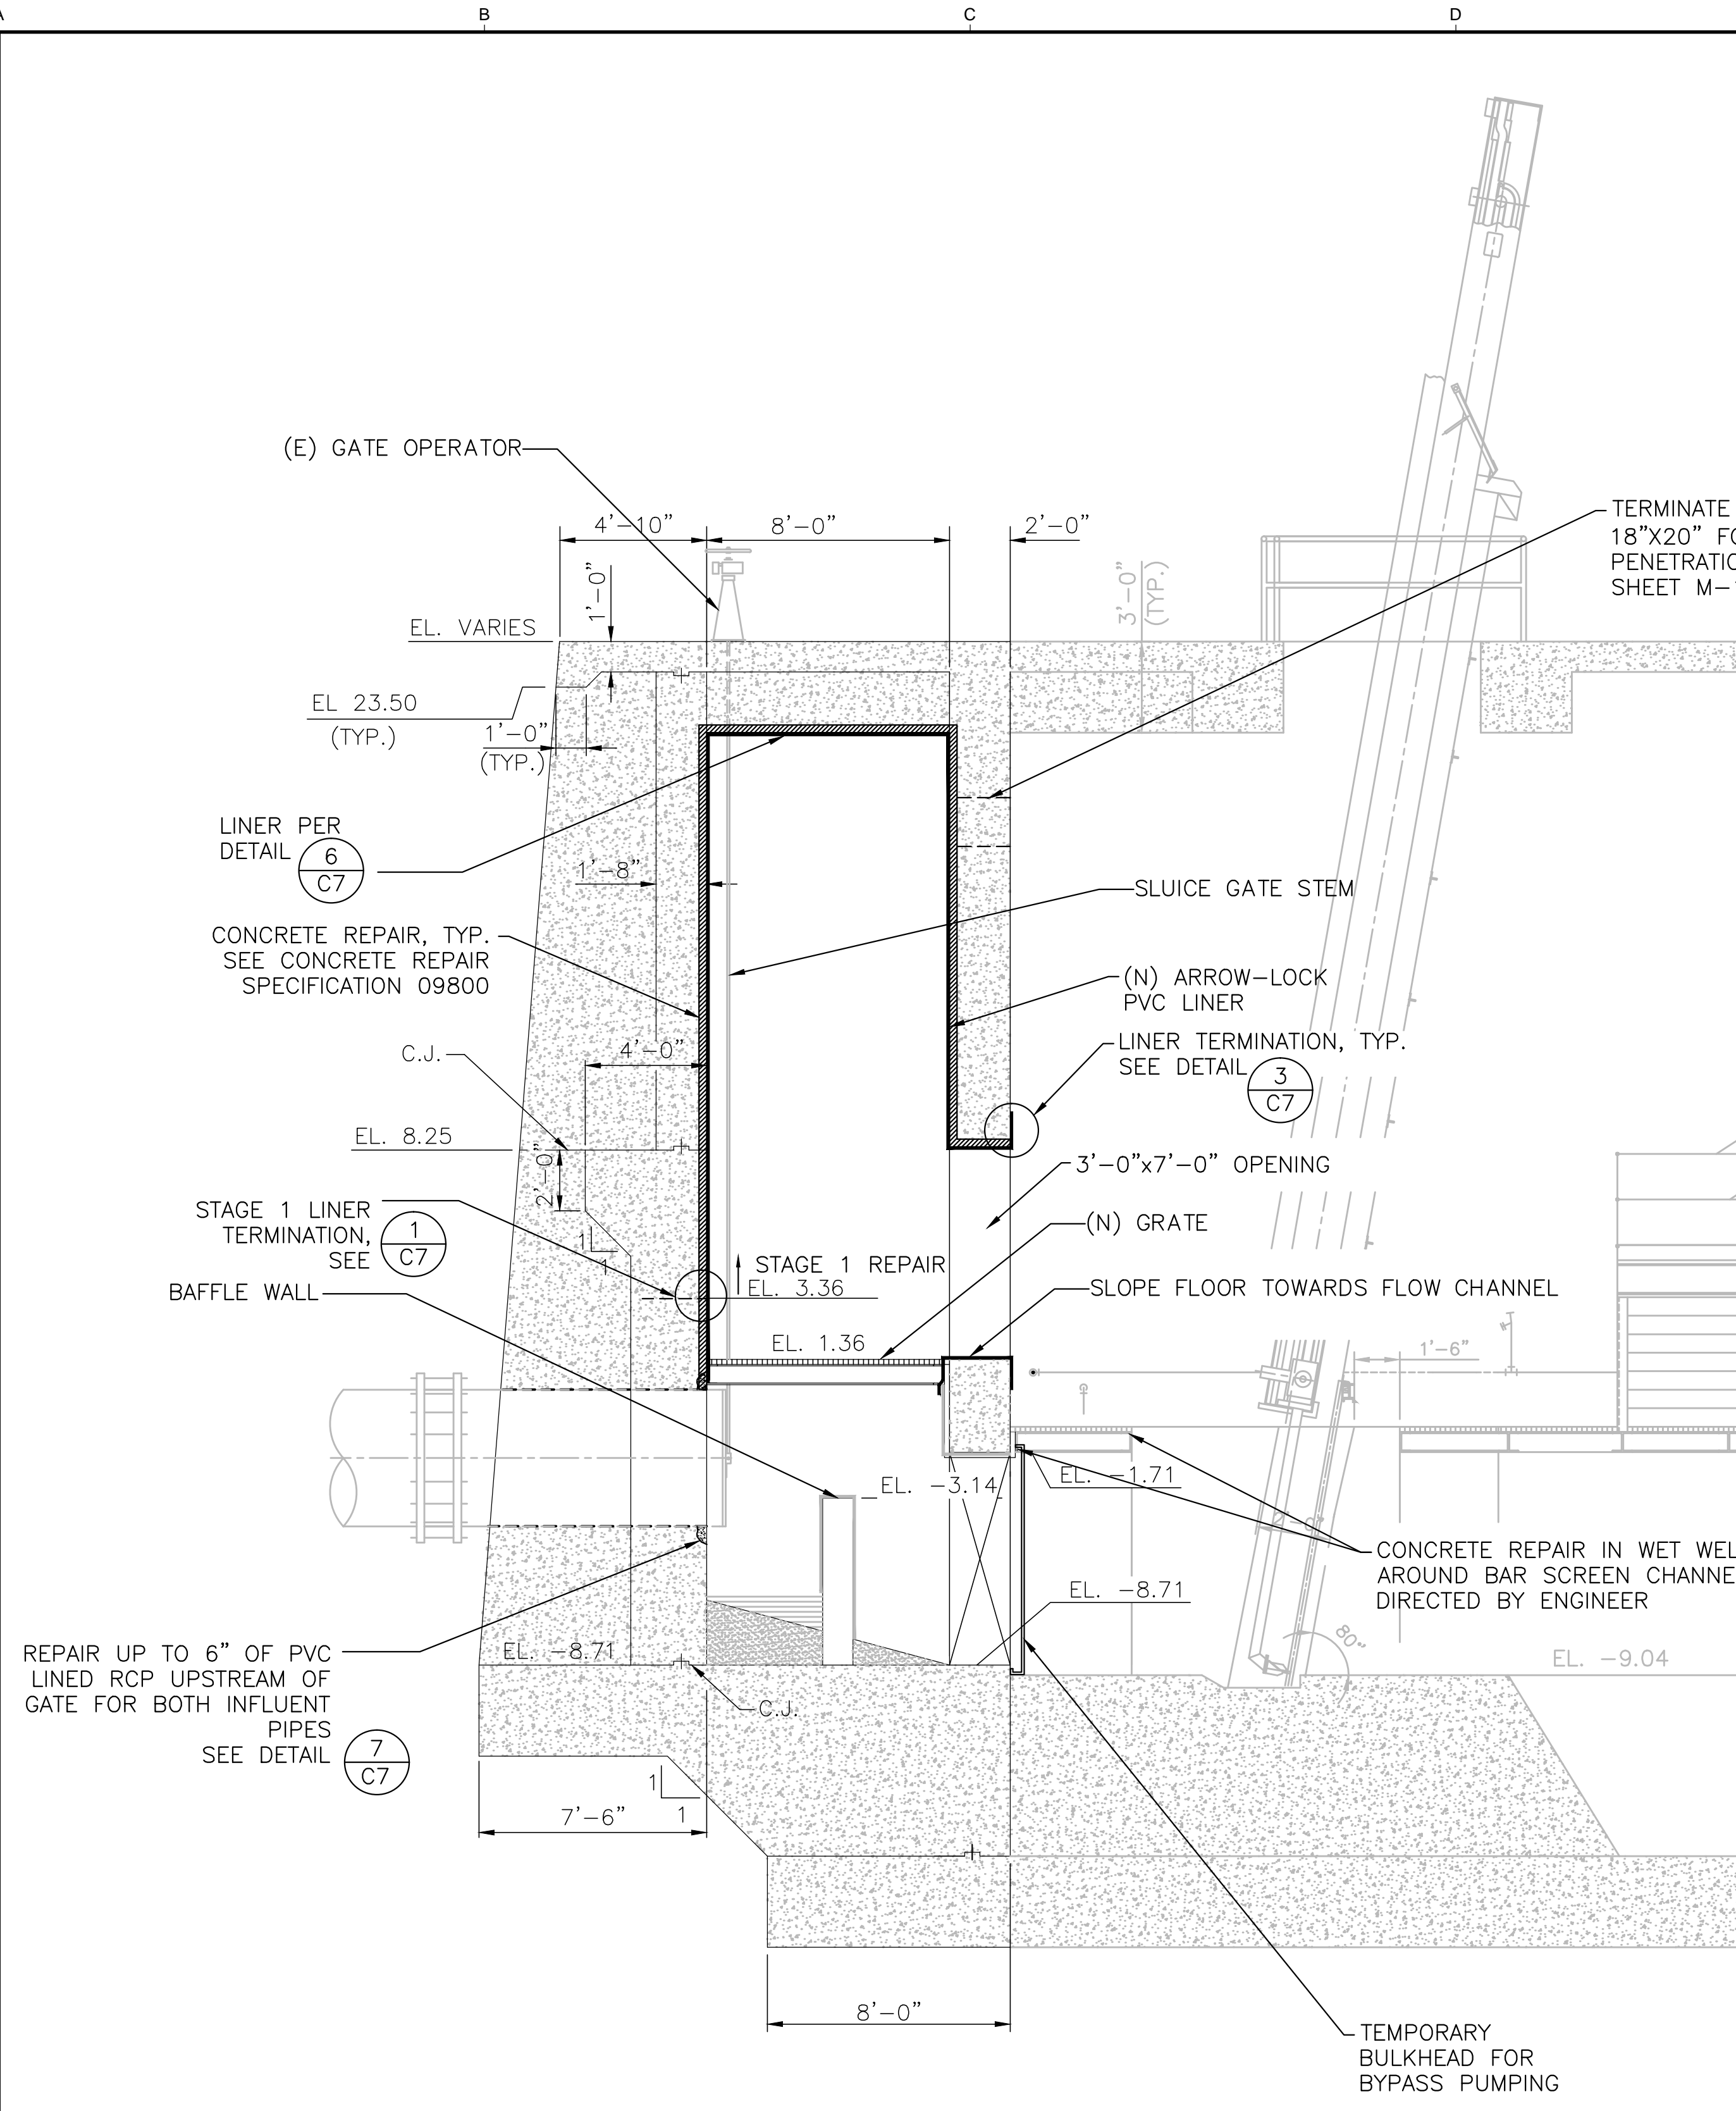 A
B
C
D
(E) GATE OPERATOR
4'-10"
8'-0"
2'-0"
TERMINATE
18"X20"
PENETRATIO
SHEET M-
1'-0"
3'-0"
(TYP.)
EL. VARIES
EL 23.50
(TYP.)
1'-0"
(TYP.)
LINER PER
DETAIL
6
C7
1'-8"
SLUICE GATE STEM
CONCRETE REPAIR, TYP.
SEE CONCRETE REPAIR
SPECIFICATION 09800
(N) ARROW-LOCK
PVC LINER
LINER TERMINATION, TYP.
SEE DETAIL
3
C7
C.J.
4'-0"
EL. 8.25
2'-0"
3'-0"x7'-0" OPENING
STAGE 1 LINER
TERMINATION,
SEE
1
C7
(N) GRATE
1
1
STAGE 1 REPAIR
EL. 3.36
BAFFLE WALL
SLOPE FLOOR TOWARDS FLOW CHANNEL
EL. 1.36
1'-6"
EL. -3.14
EL. -1.71
CONCRETE REPAIR IN WET WEL
AROUND BAR SCREEN CHANNE
DIRECTED BY ENGINEER
EL. -8.71
80°
EL. -9.04
EL. -8.71
REPAIR UP TO 6" OF PVC
LINED RCP UPSTREAM OF
GATE FOR BOTH INFLUENT
PIPES
SEE DETAIL
7
C7
C.J.
1
1
7'-6"
8'-0"
TEMPORARY
BULKHEAD FOR
BYPASS PUMPING